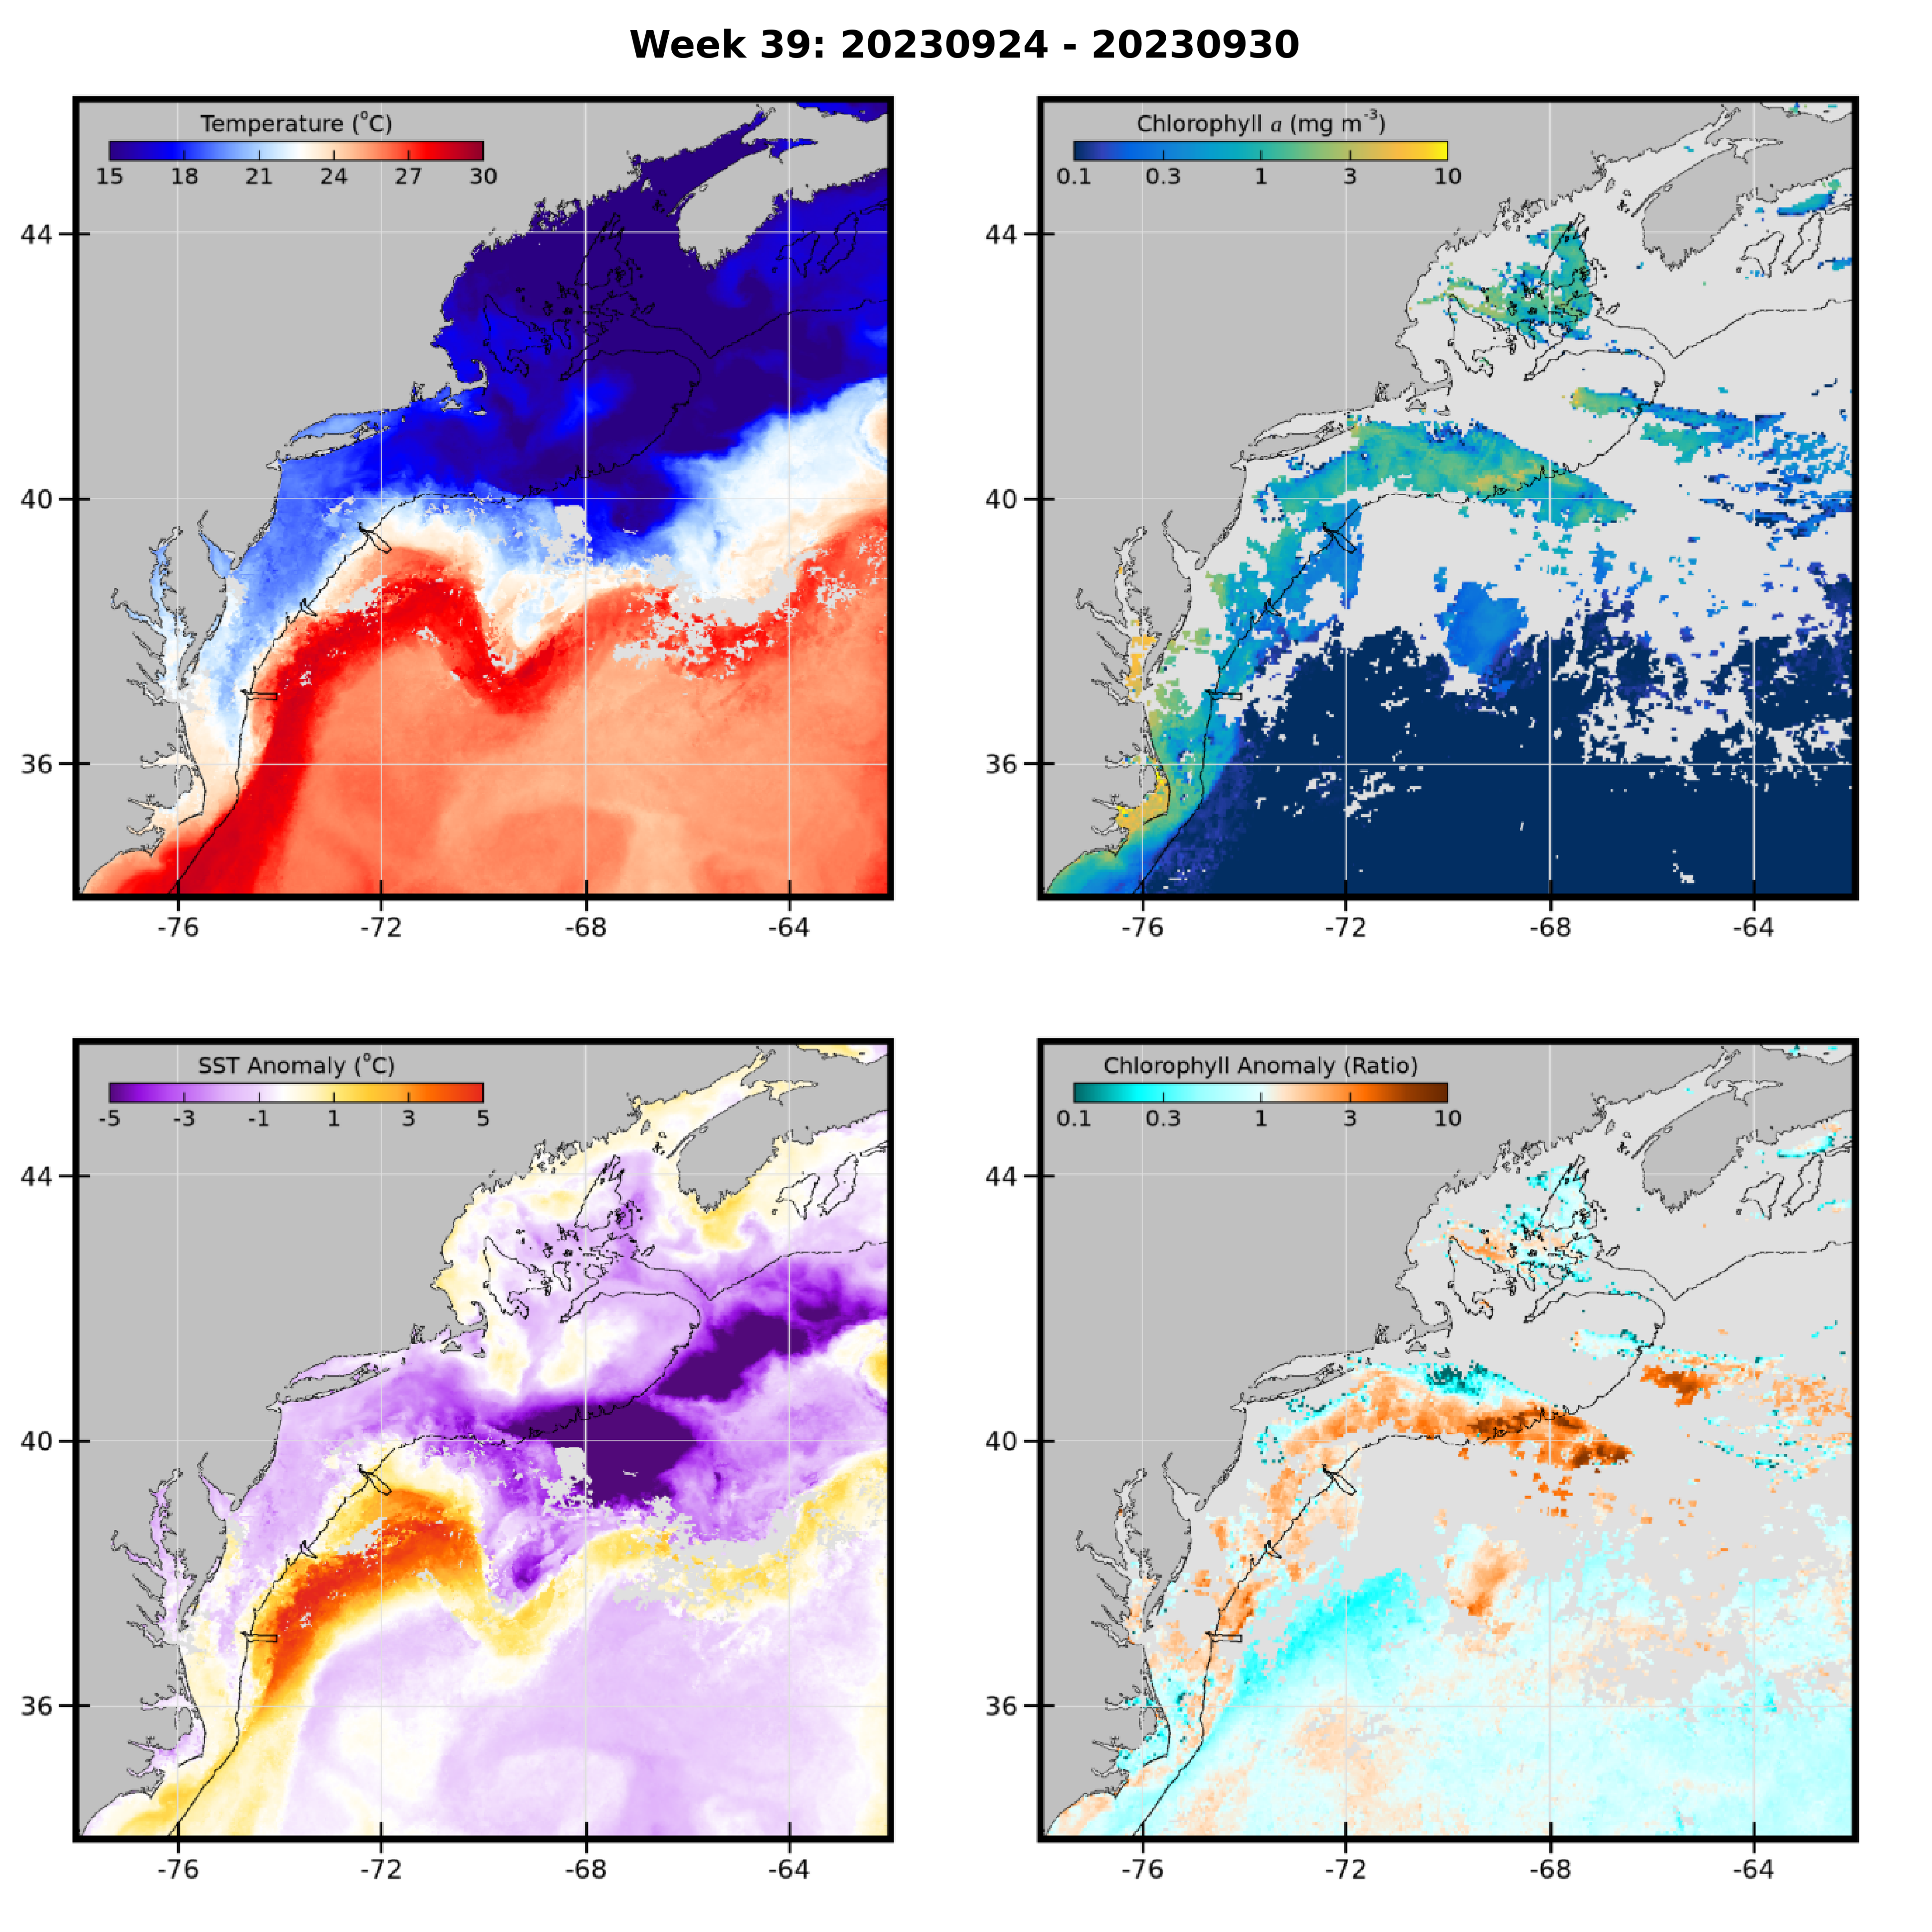 Week 39: 20230924 - 20230930
Temperature (°C)
15 18 21 24 27 30
44
40
36
-76 -72 -68 -64
Chlorophyll a (mg m⁻³)
0.1 0.3 1 3 10
44
40
36
-76 -72 -68 -64
SST Anomaly (°C)
-5 -3 -1 1 3 5
44
40
36
-76 -72 -68 -64
Chlorophyll Anomaly (Ratio)
0.1 0.3 1 3 10
44
40
36
-76 -72 -68 -64